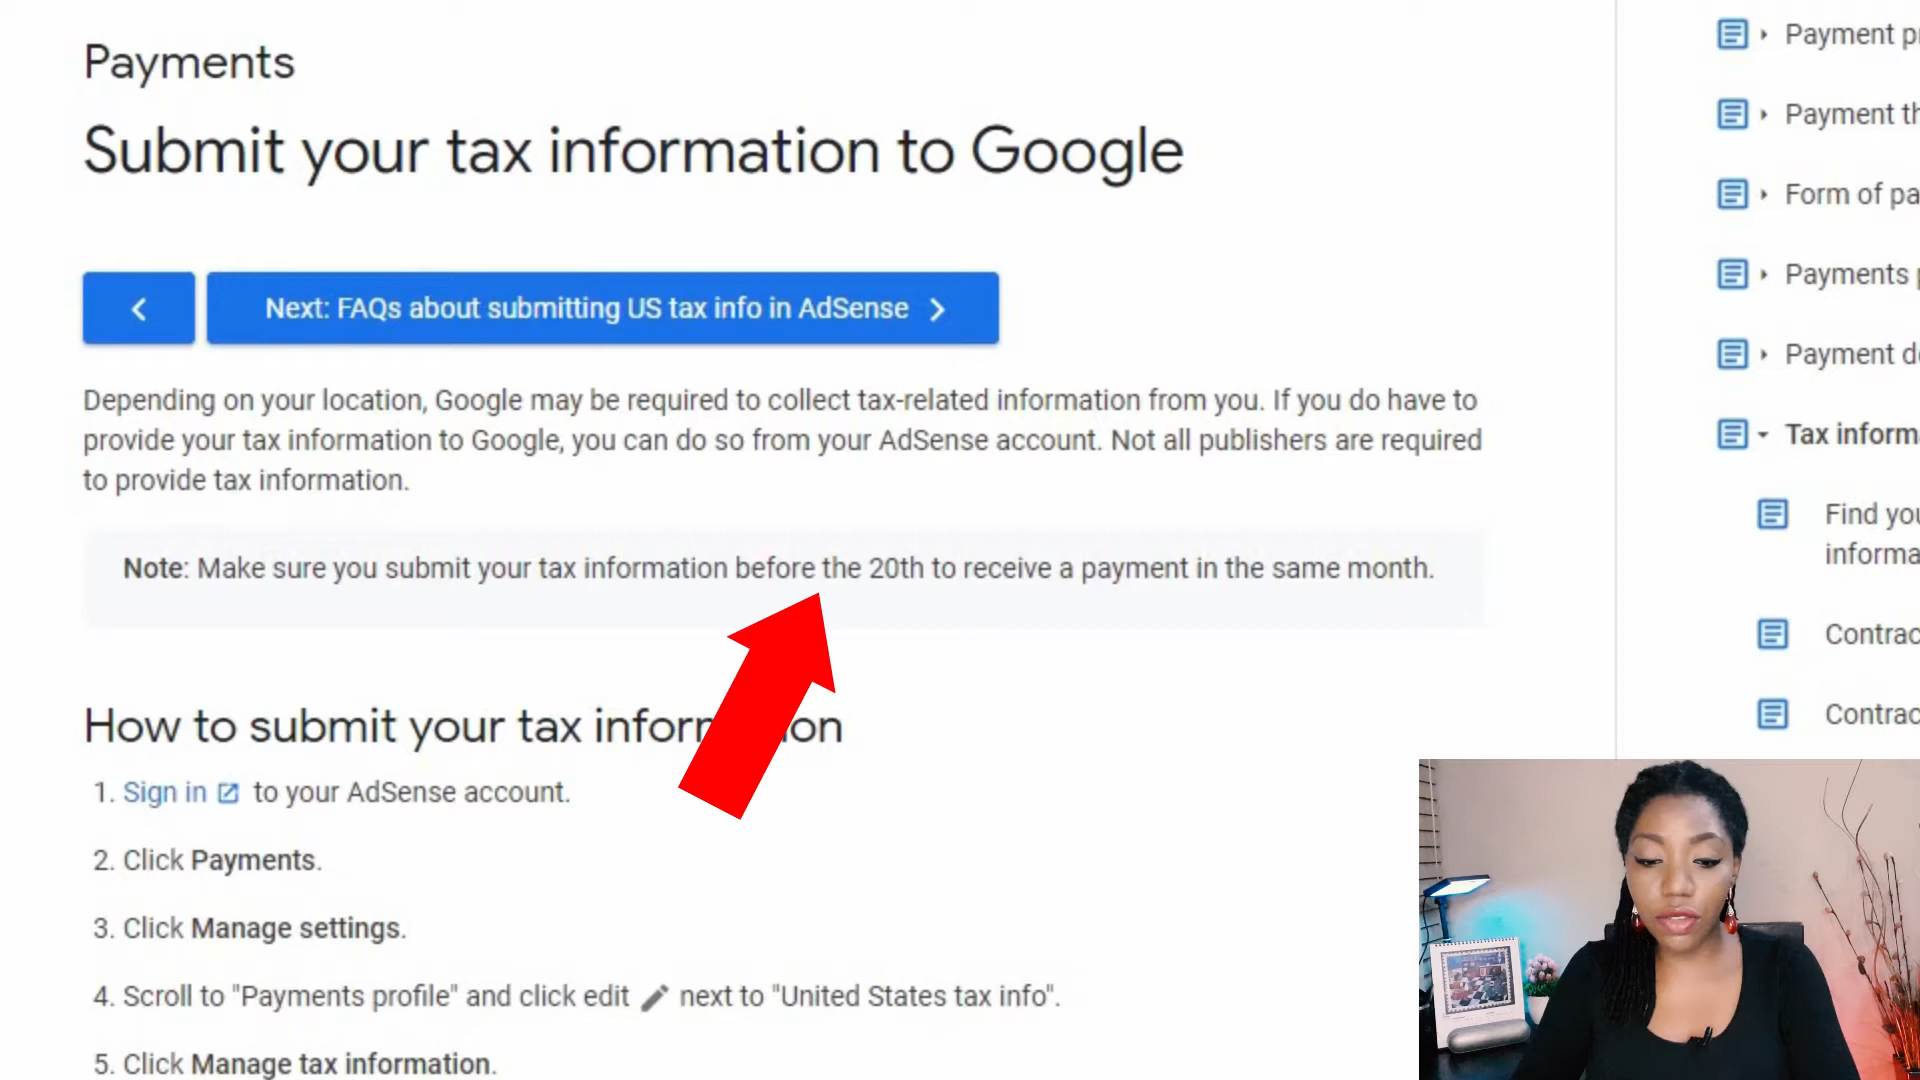 Payments
Submit your tax information to Google
Next: FAQs about submitting US tax info in AdSense
Depending on your location, Google may be required to collect tax-related information from you. If you do have to
provide your tax information to Google, you can do so from your AdSense account. Not all publishers are required
to provide tax information.
Note: Make sure you submit your tax information before the 20th to receive a payment in the same month.
How to submit your tax
1. Sign in to your AdSense account.
2. Click Payments.
3. Click Manage settings.
4. Scroll to "Payments profile" and click edit next to "United States tax info".
5. Click Manage tax information.
Payment
Payment
Form of
Payments
Payment
Tax
Find